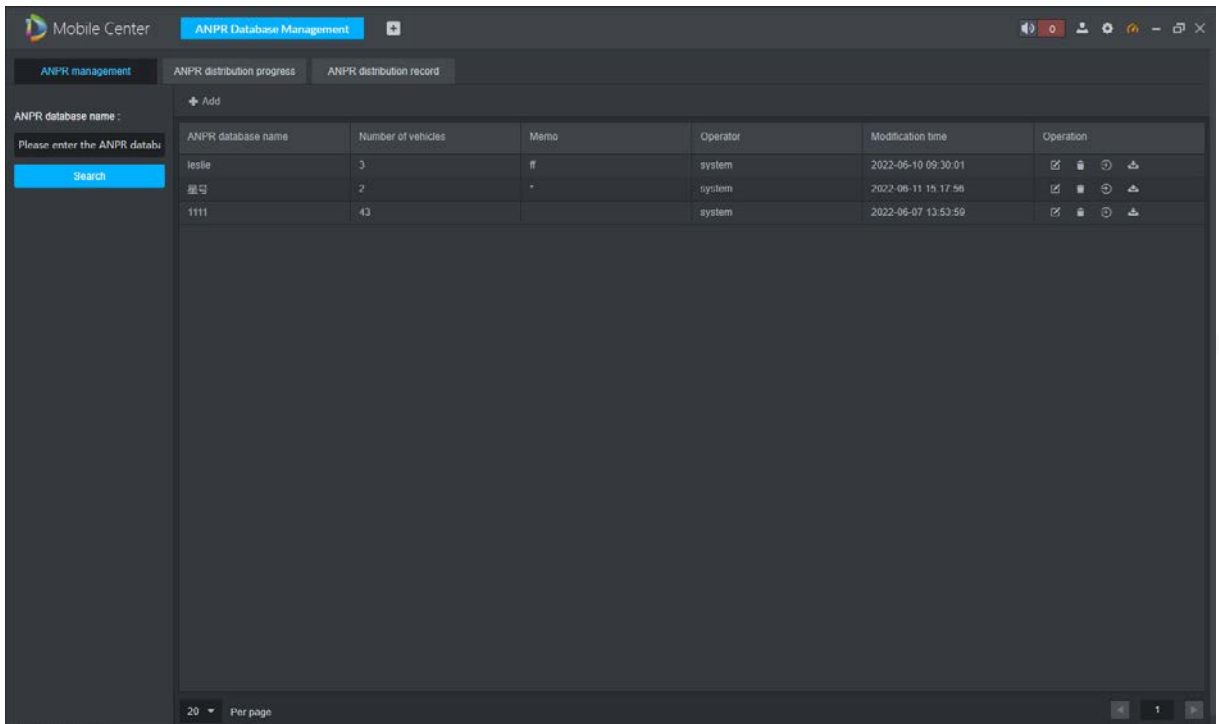 Mobile Center ANPR Database Management 0
ANPR management ANPR distribution progress ANPR distribution record
Add
ANPR database name :
Please enter the ANPR databa
Search
ANPR database name Number of vehicles Memo Operator Modification time Operation
leslie 3 ff system 2022-06-10 09:30:01
星号 2 * system 2022-06-11 15:17:56
1111 43 system 2022-06-07 13:53:59
20 Per page 1